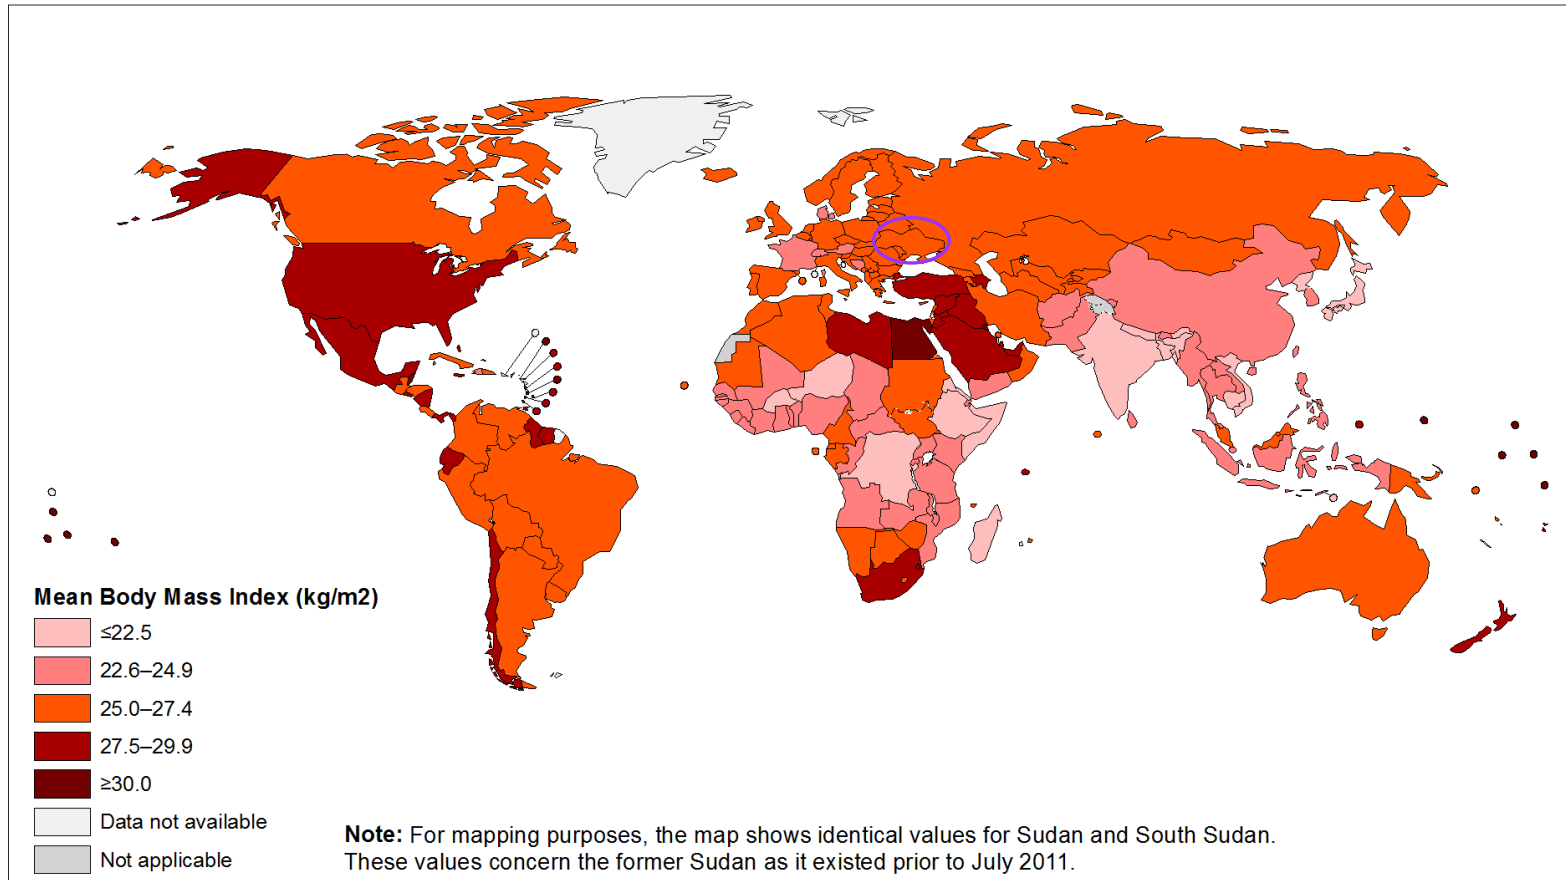 Mean Body Mass Index (kg/m2)
≤22.5
22.6–24.9
25.0–27.4
27.5–29.9
≥30.0
Data not available
Not applicable
Note: For mapping purposes, the map shows identical values for Sudan and South Sudan.
These values concern the former Sudan as it existed prior to July 2011.